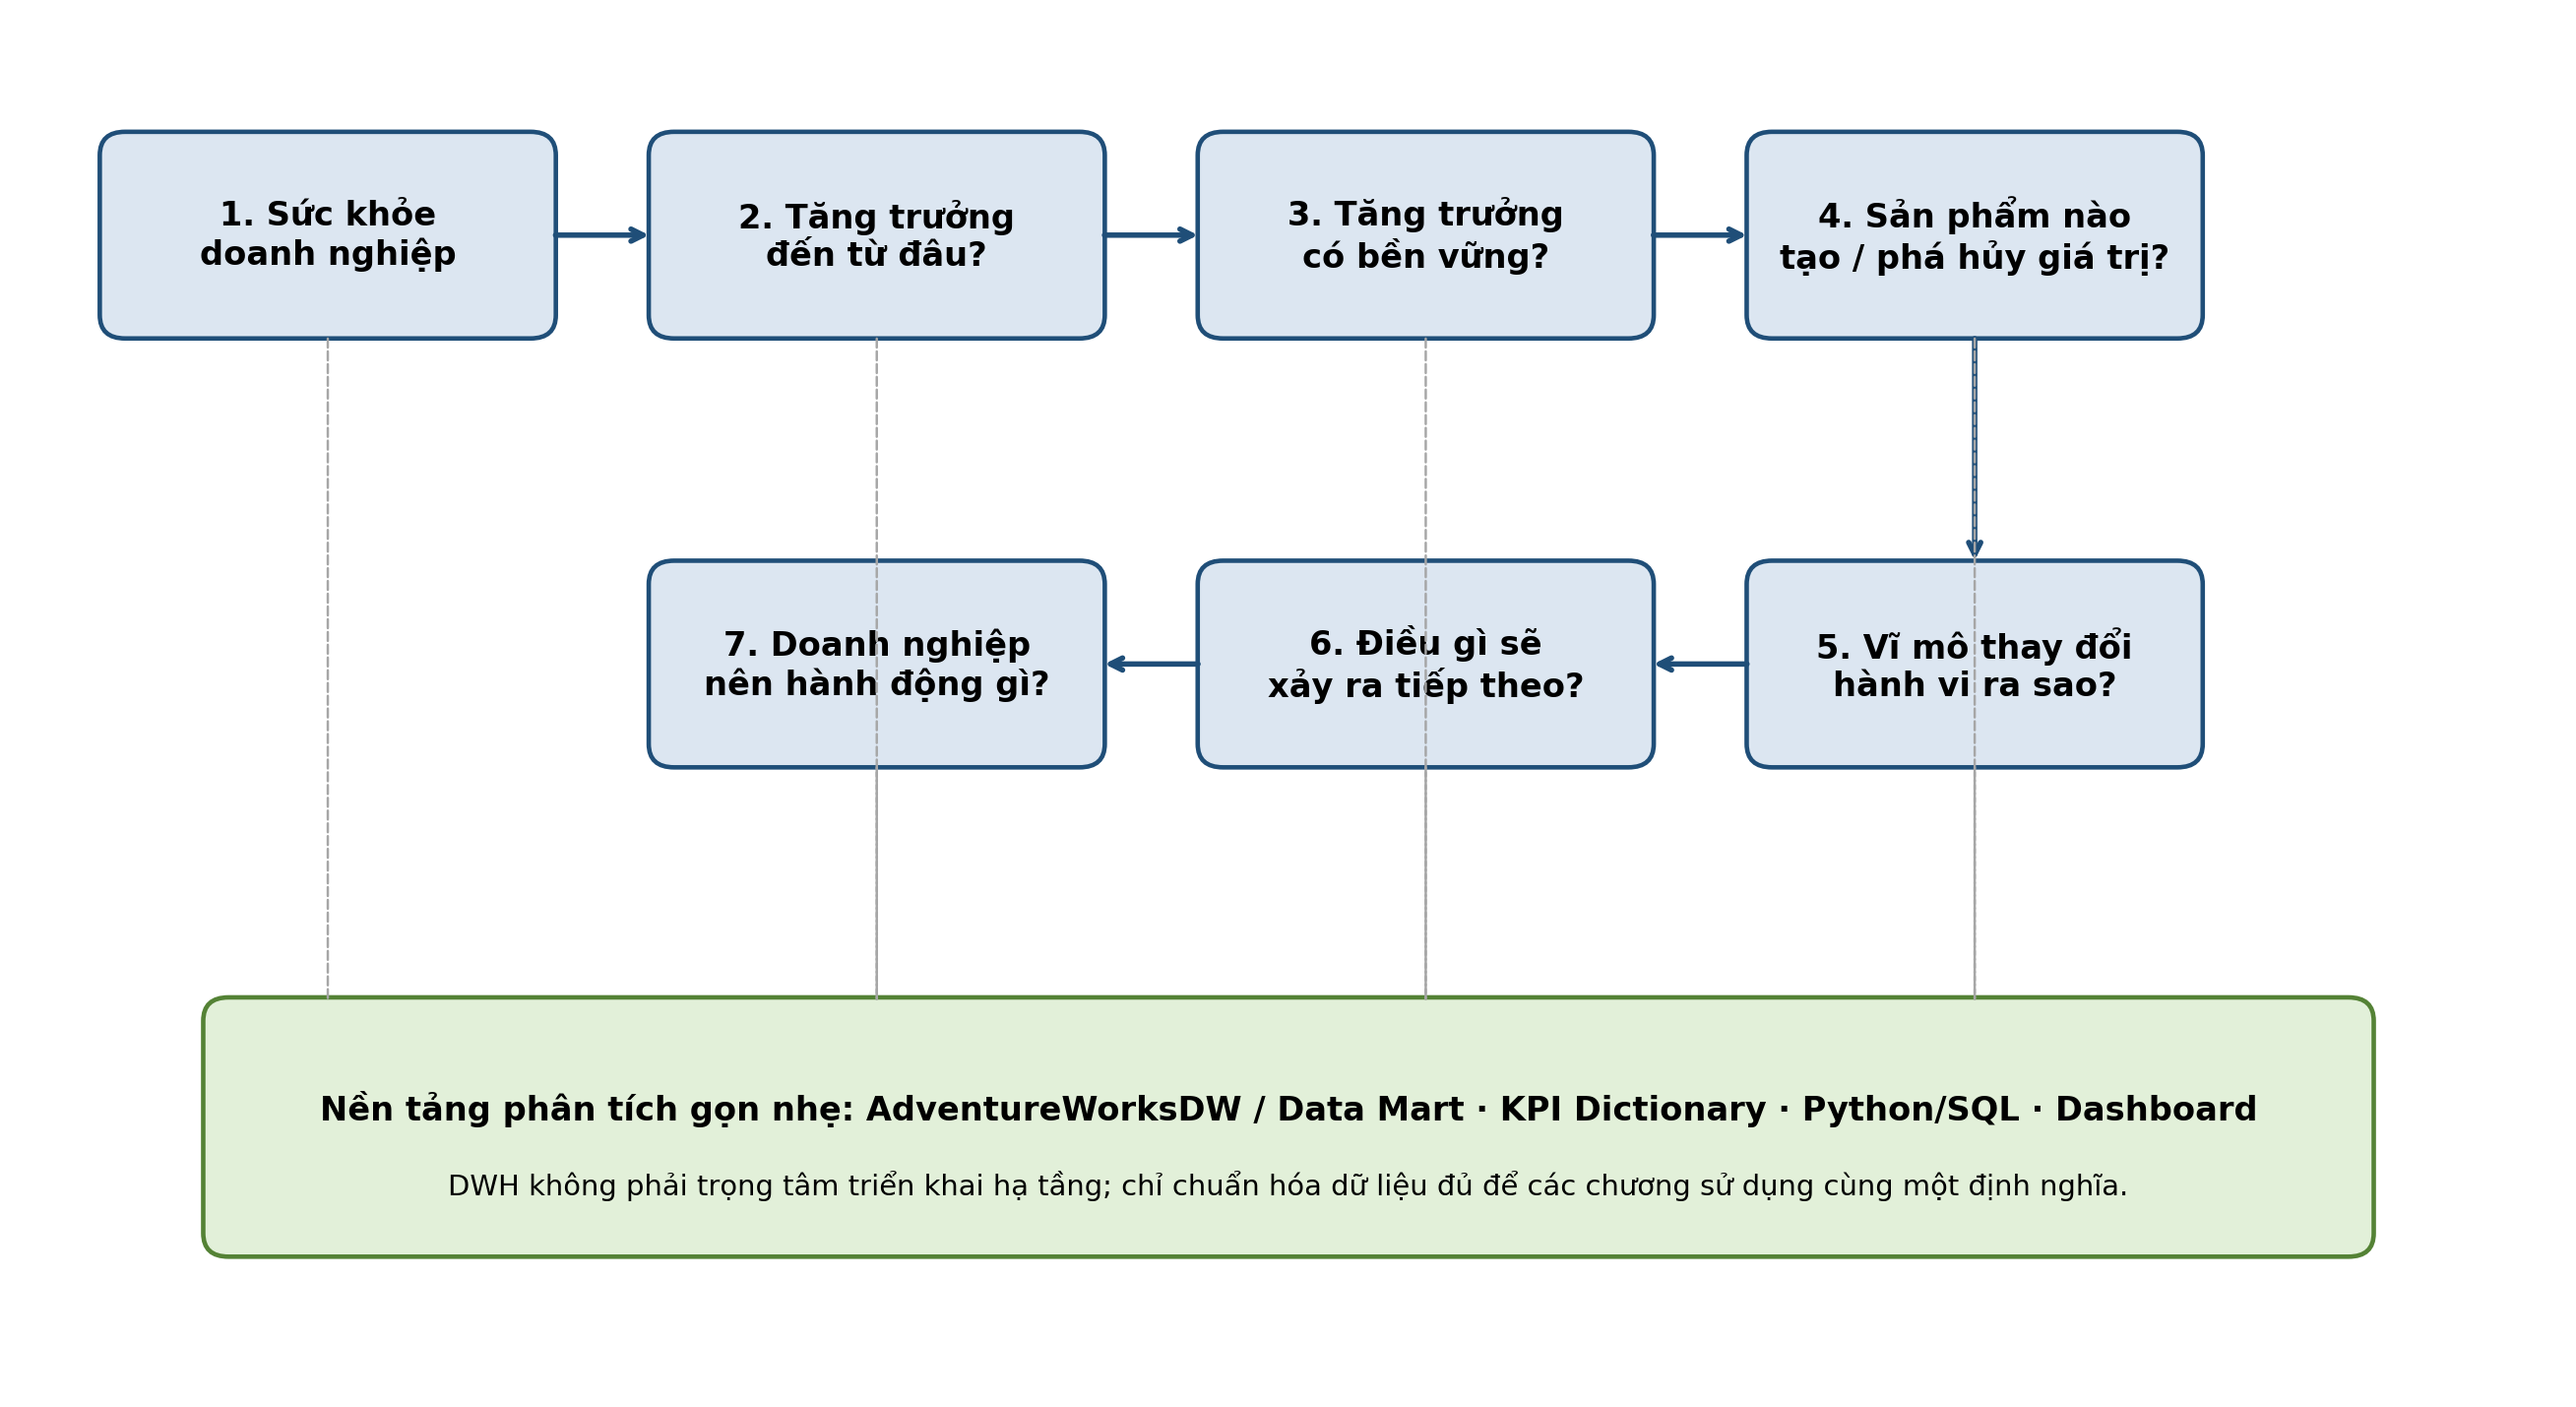 1. Sức khỏe
doanh nghiệp
2. Tăng trưởng
đến từ đâu?
3. Tăng trưởng
có bền vững?
4. Sản phẩm nào
tạo / phá hủy giá trị?
7. Doanh nghiệp
nên hành động gì?
6. Điều gì sẽ
xảy ra tiếp theo?
5. Vĩ mô thay đổi
hành vi ra sao?
Nền tảng phân tích gọn nhẹ: AdventureWorksDW / Data Mart · KPI Dictionary · Python/SQL · Dashboard
DWH không phải trọng tâm triển khai hạ tầng; chỉ chuẩn hóa dữ liệu đủ để các chương sử dụng cùng một định nghĩa.